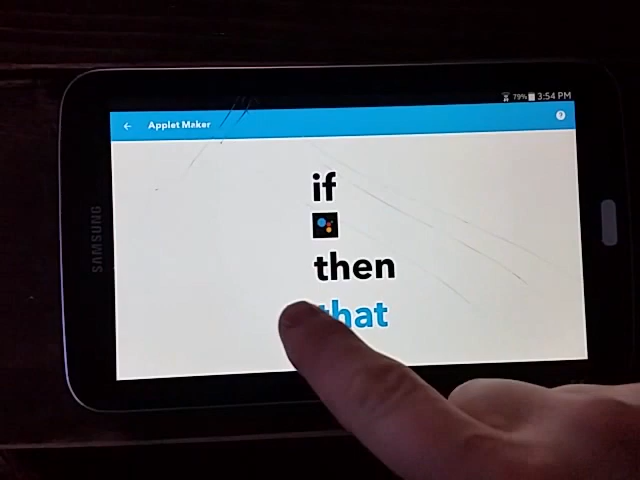 79% 3:54 PM
← Applet Maker ?
if
then
that
SAMSUNG